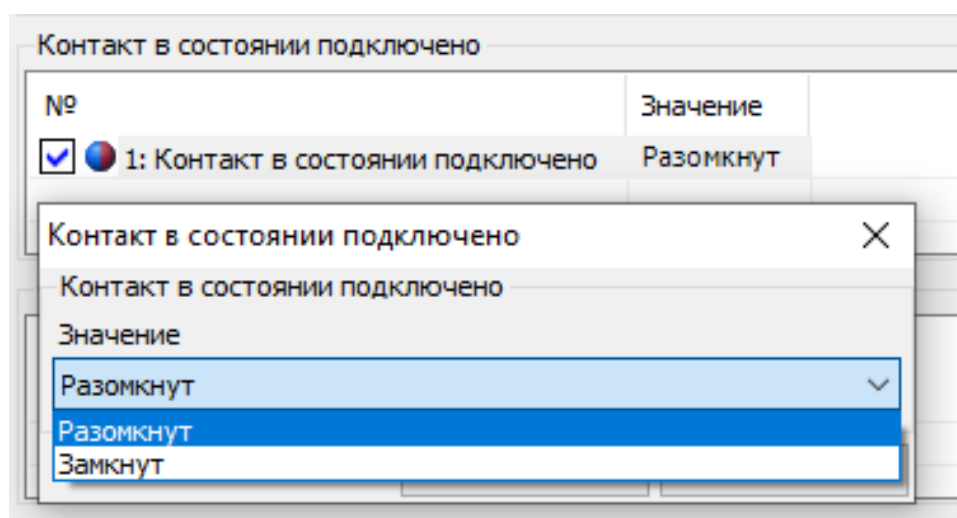 Контакт в состоянии подключено
№ Значение
1: Контакт в состоянии подключено Разомкнут
Контакт в состоянии подключено
Контакт в состоянии подключено
Значение
Разомкнут
Разомкнут
Замкнут